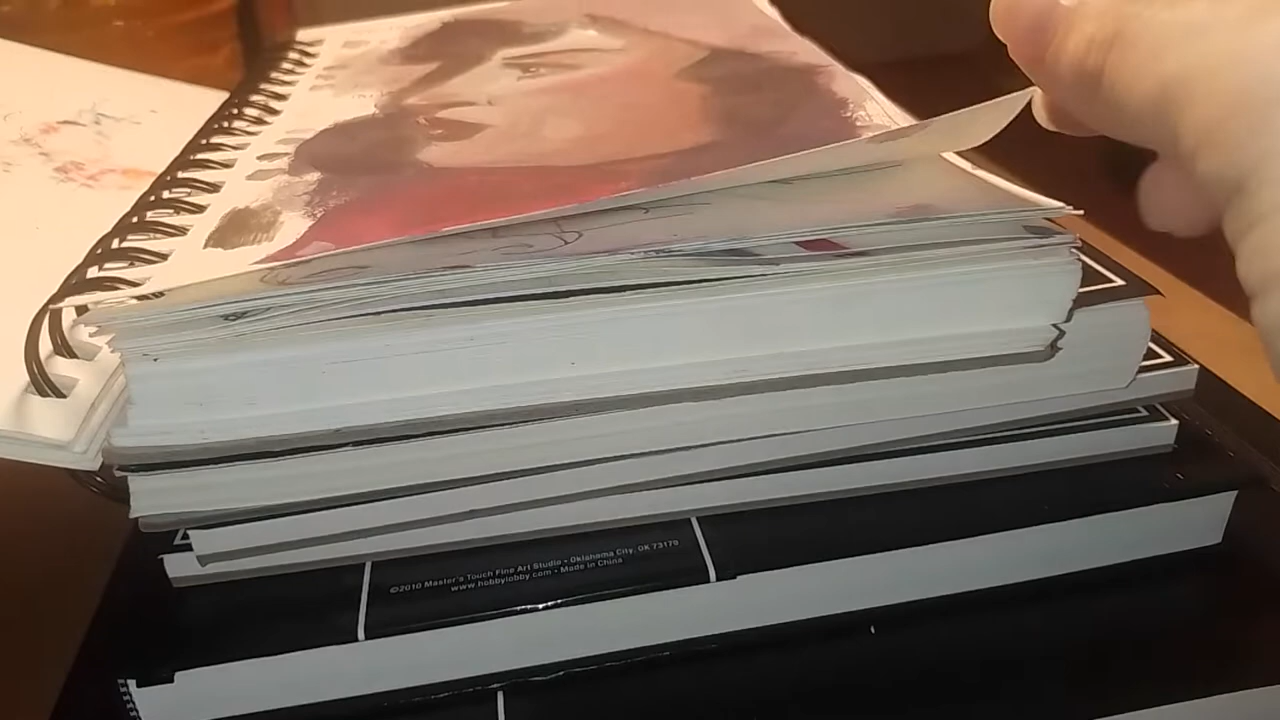 ©2010 Master's Touch Fine Art Studio • Oklahoma City, OK 73179
www.hobbylobby.com • Made in China